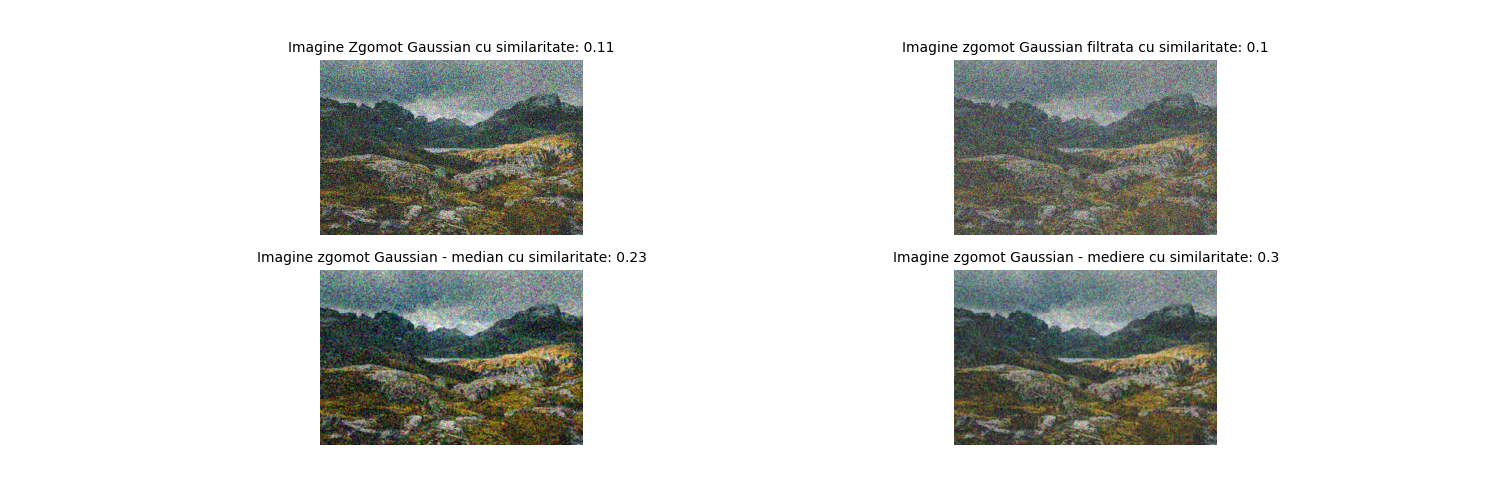 Imagine Zgomot Gaussian cu similaritate: 0.11
Imagine zgomot Gaussian filtrata cu similaritate: 0.1
Imagine zgomot Gaussian - median cu similaritate: 0.23
Imagine zgomot Gaussian - mediere cu similaritate: 0.3